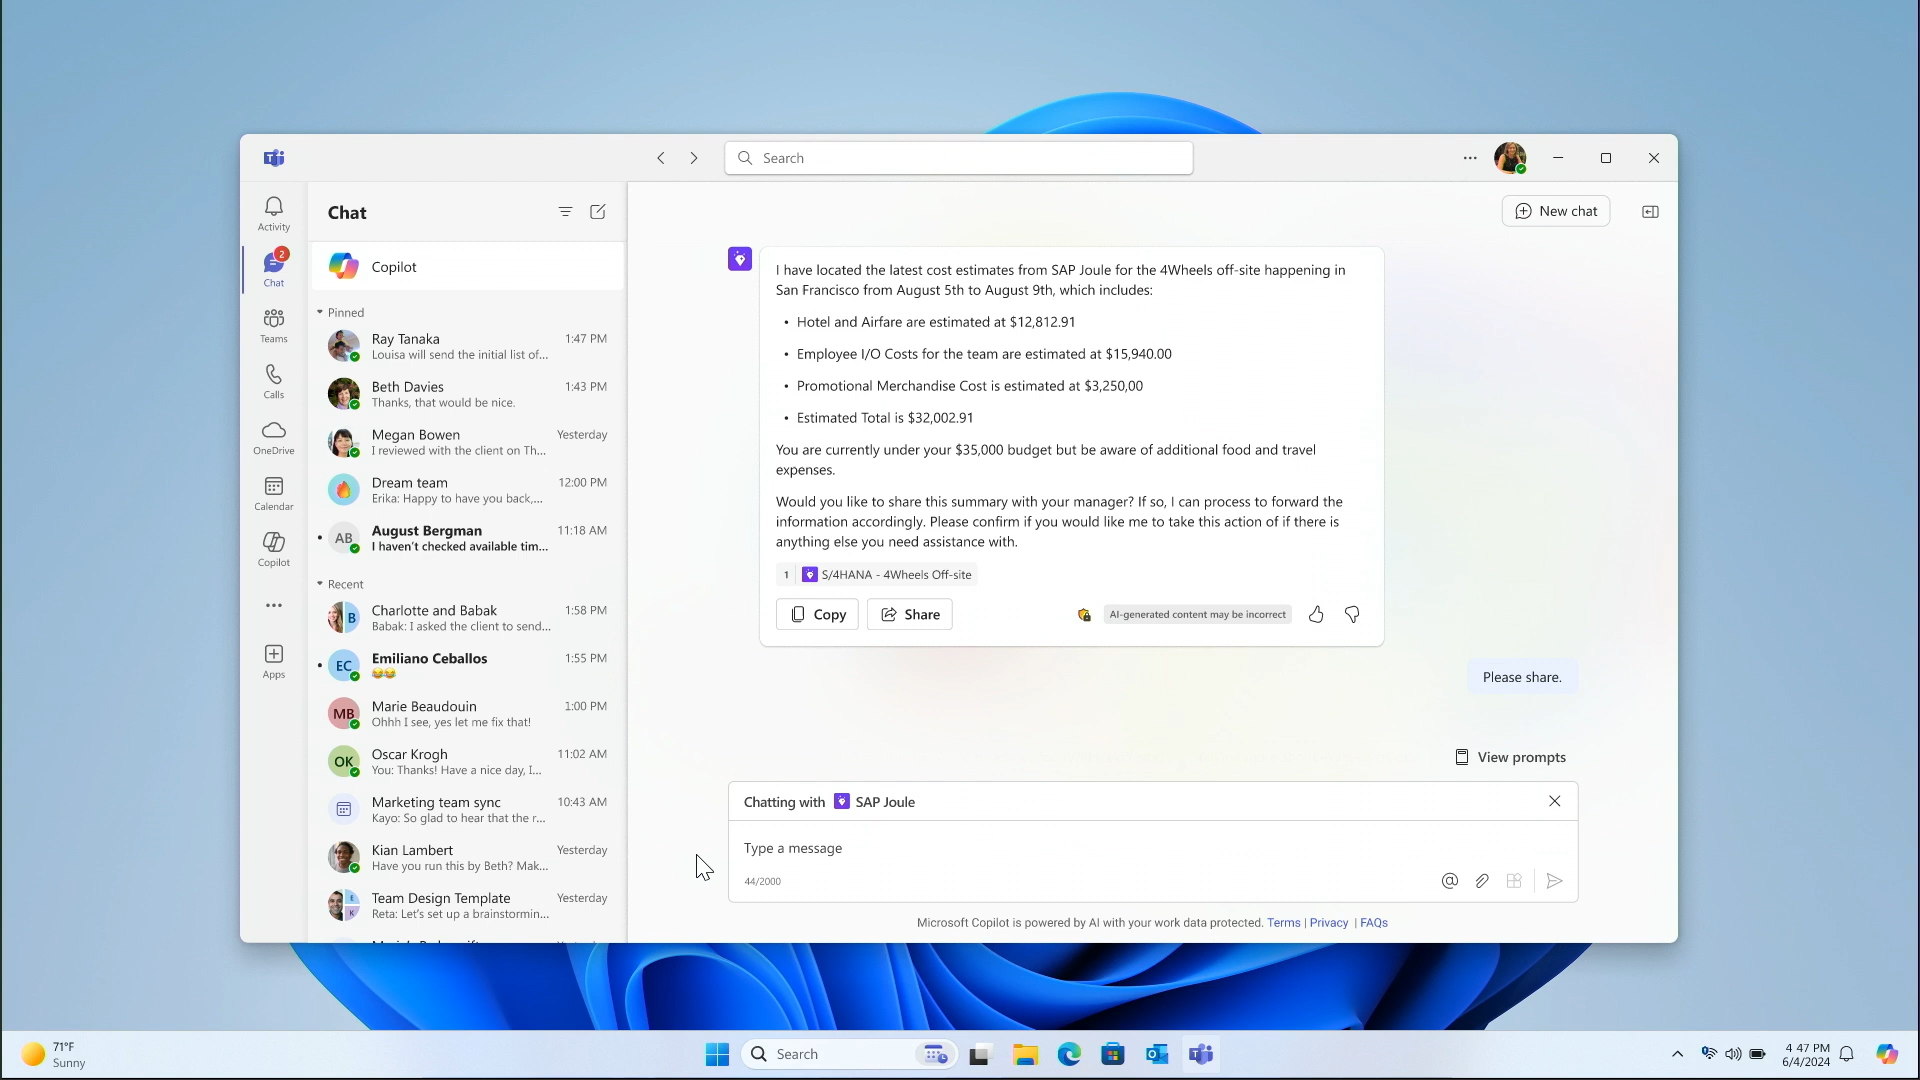 Search
Activity
2
Chat
Teams
Calls
OneDrive
Calendar
Copilot
Apps
Chat
Copilot
Pinned
Ray Tanaka 1:47 PM
Louisa will send the initial list of...
Beth Davies 1:43 PM
Thanks, that would be nice.
Megan Bowen Yesterday
I reviewed with the client on Th...
Dream team 12:00 PM
Erika: Happy to have you back,...
AB
August Bergman 11:18 AM
I haven't checked available tim...
Recent
B
Charlotte and Babak 1:58 PM
Babak: I asked the client to send...
EC
Emiliano Ceballos 1:55 PM
MB
Marie Beaudouin 1:00 PM
Ohhh I see, yes let me fix that!
OK
Oscar Krogh 11:02 AM
You: Thanks! Have a nice day, I...
Marketing team sync 10:43 AM
Kayo: So glad to hear that the r...
Kian Lambert Yesterday
Have you run this by Beth? Mak...
E
K
Team Design Template Yesterday
Reta: Let's set up a brainstormin...
New chat
I have located the latest cost estimates from SAP Joule for the 4Wheels off-site happening in
San Francisco from August 5th to August 9th, which includes:
• Hotel and Airfare are estimated at $12,812.91
• Employee I/O Costs for the team are estimated at $15,940.00
• Promotional Merchandise Cost is estimated at $3,250,00
• Estimated Total is $32,002.91
You are currently under your $35,000 budget but be aware of additional food and travel
expenses.
Would you like to share this summary with your manager? If so, I can process to forward the
information accordingly. Please confirm if you would like me to take this action of if there is
anything else you need assistance with.
1 S/4HANA - 4Wheels Off-site
Copy Share AI-generated content may be incorrect
Please share.
View prompts
Chatting with SAP Joule
Type a message
44/2000
Microsoft Copilot is powered by AI with your work data protected. Terms | Privacy | FAQs
71°F
Sunny
Search
4 47 PM
6/4/2024